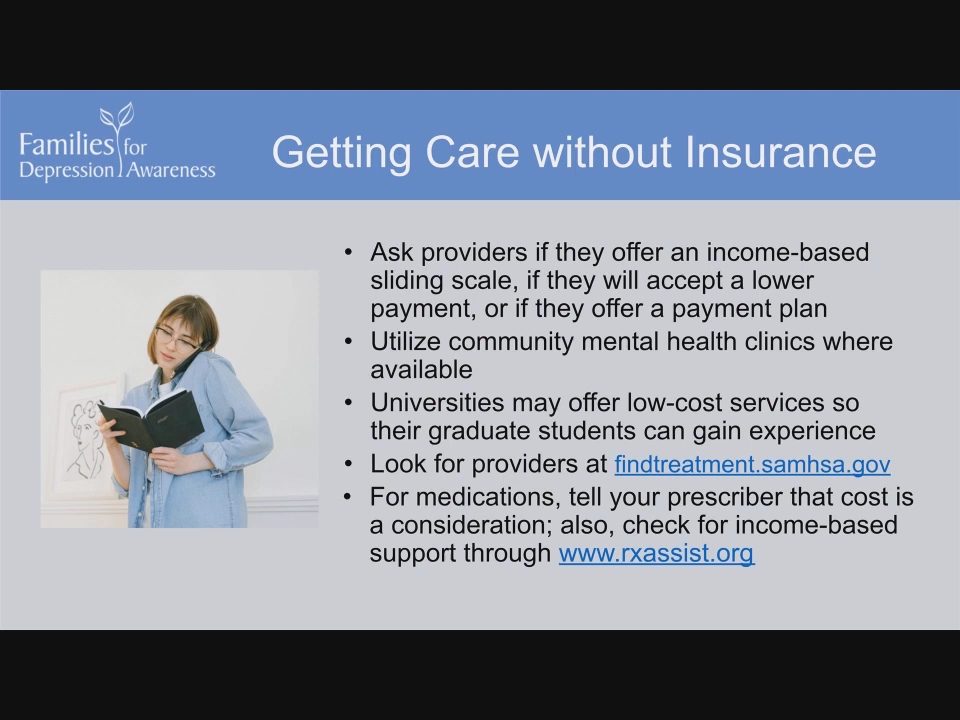 Families for
Depression Awareness
Getting Care without Insurance
• Ask providers if they offer an income-based
sliding scale, if they will accept a lower
payment, or if they offer a payment plan
• Utilize community mental health clinics where
available
• Universities may offer low-cost services so
their graduate students can gain experience
• Look for providers at findtreatment.samhsa.gov
• For medications, tell your prescriber that cost is
a consideration; also, check for income-based
support through www.rxassist.org